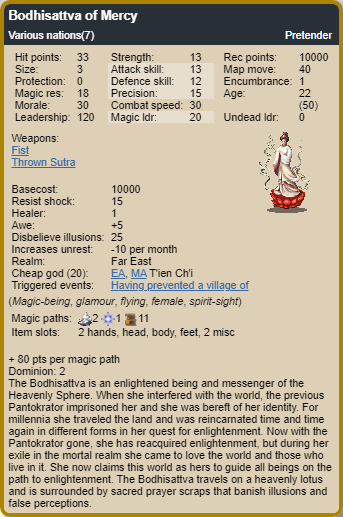 Bodhisattva of Mercy
Various nations(7) Pretender
Hit points: 33 Strength: 13 Rec points: 10000
Size: 3 Attack skill: 13 Map move: 40
Protection: 0 Defence skill: 12 Encumbrance: 1
Magic res: 18 Precision: 15 Age: 22
Morale: 30 Combat speed: 30 (50)
Leadership: 120 Magic ldr: 20 Undead ldr: 0
Weapons:
Fist
Thrown Sutra
Basecost: 10000
Resist shock: 15
Healer: 1
Awe: +5
Disbelieve illusions: 25
Increases unrest: -10 per month
Realm: Far East
Cheap god (20): EA, MA T'ien Ch'i
Triggered events: Having prevented a village of
(Magic-being, glamour, flying, female, spirit-sight)
Magic paths: 2 1 11
Item slots: 2 hands, head, body, feet, 2 misc
+ 80 pts per magic path
Dominion: 2
The Bodhisattva is an enlightened being and messenger of the
Heavenly Sphere. When she interfered with the world, the previous
Pantokrator imprisoned her and she was bereft of her identity. For
millennia she traveled the land and was reincarnated time and time
again in different forms in her quest for enlightenment. Now with the
Pantokrator gone, she has reacquired enlightenment, but during her
exile in the mortal realm she came to love the world and those who
live in it. She now claims this world as hers to guide all beings on the
path to enlightenment. The Bodhisattva travels on a heavenly lotus
and is surrounded by sacred prayer scraps that banish illusions and
false perceptions.